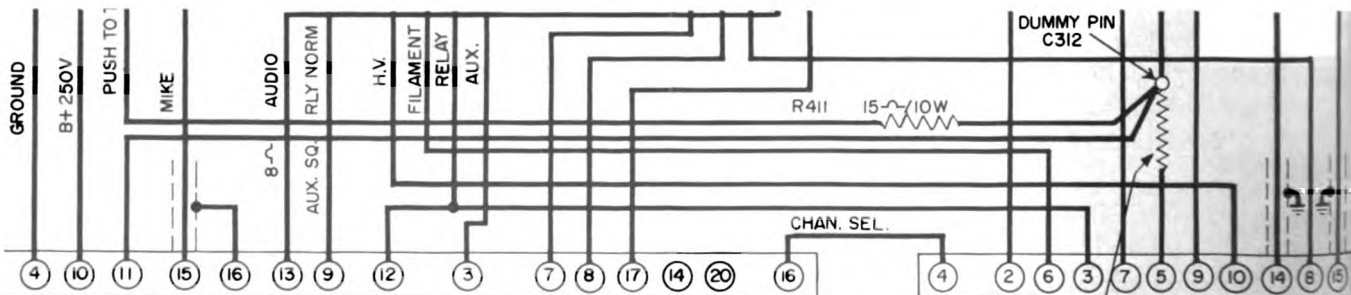 DUMMY PIN
C312
GROUND
B+ 250V
PUSH TO
MIKE
8~ AUDIO
AUX. SQ. RLY NORM
H.V.
FILAMENT
RELAY
AUX.
R411 15~/10W
CHAN. SEL.
4 10 11 15 16 13 9 12 3 7 8 17 14 20 16 4 2 6 3 7 5 9 10 14 8 15